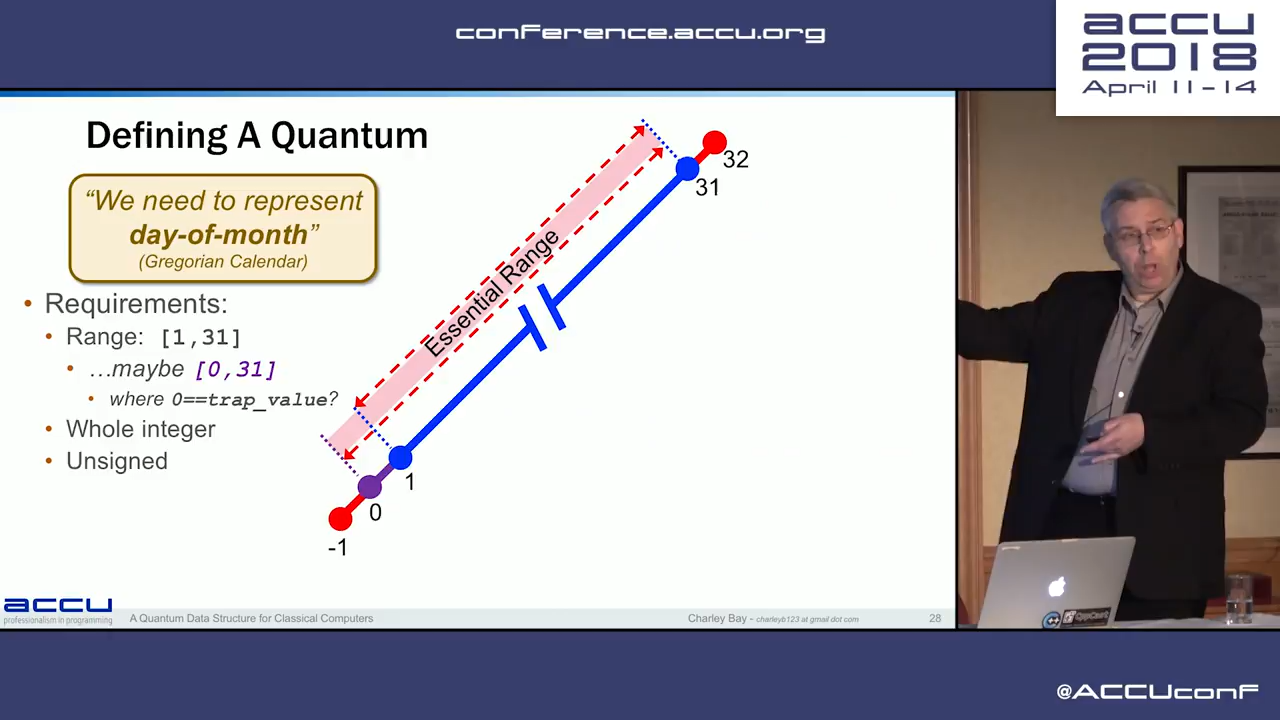 conference.accu.org
accu
2018
April 11-14
Defining A Quantum
“We need to represent
day-of-month”
(Gregorian Calendar)
• Requirements:
• Range: [1,31]
• …maybe [0,31]
• where 0==trap_value?
• Whole integer
• Unsigned
Essential Range
32
31
1
0
-1
accu
professionalism in programming
A Quantum Data Structure for Classical Computers
Charley Bay - charleyb123 at gmail dot com
28
@ACCUconf